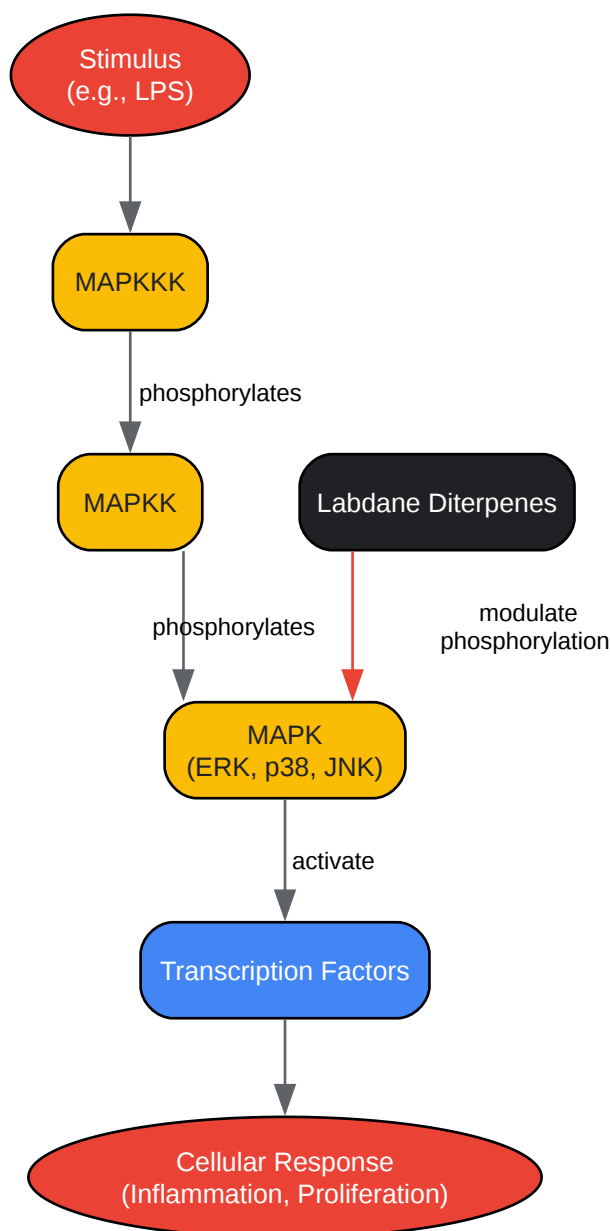 Stimulus
(e.g., LPS)
MAPKKK
phosphorylates
MAPKK
Labdane Diterpenes
phosphorylates
modulate
phosphorylation
MAPK
(ERK, p38, JNK)
activate
Transcription Factors
Cellular Response
(Inflammation, Proliferation)